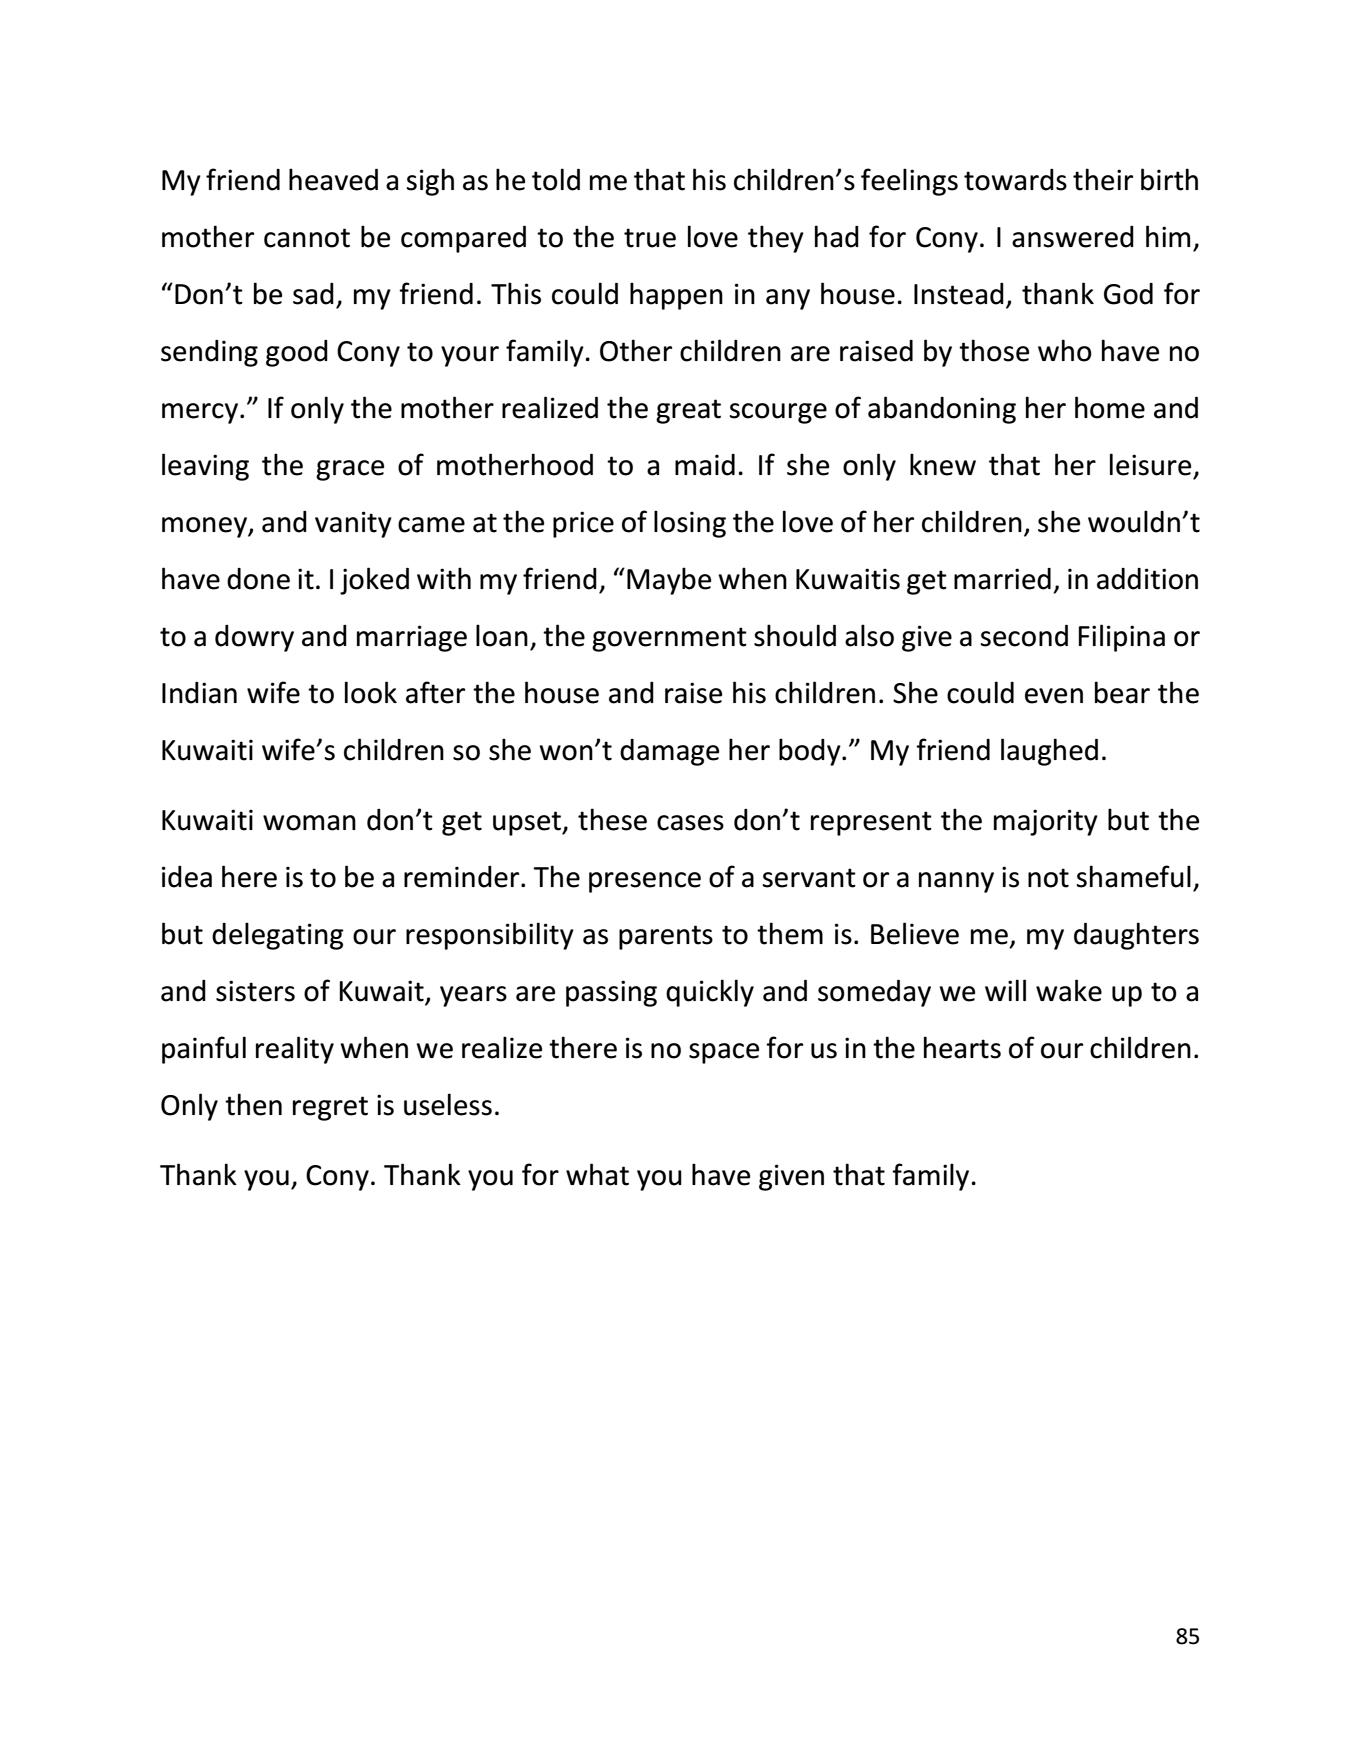 My friend heaved a sigh as he told me that his children’s feelings towards their birth
mother cannot be compared to the true love they had for Cony. I answered him,
“Don’t be sad, my friend. This could happen in any house. Instead, thank God for
sending good Cony to your family. Other children are raised by those who have no
mercy.” If only the mother realized the great scourge of abandoning her home and
leaving the grace of motherhood to a maid. If she only knew that her leisure,
money, and vanity came at the price of losing the love of her children, she wouldn’t
have done it. I joked with my friend, “Maybe when Kuwaitis get married, in addition
to a dowry and marriage loan, the government should also give a second Filipina or
Indian wife to look after the house and raise his children. She could even bear the
Kuwaiti wife’s children so she won’t damage her body.” My friend laughed.
Kuwaiti woman don’t get upset, these cases don’t represent the majority but the
idea here is to be a reminder. The presence of a servant or a nanny is not shameful,
but delegating our responsibility as parents to them is. Believe me, my daughters
and sisters of Kuwait, years are passing quickly and someday we will wake up to a
painful reality when we realize there is no space for us in the hearts of our children.
Only then regret is useless.
Thank you, Cony. Thank you for what you have given that family.
85